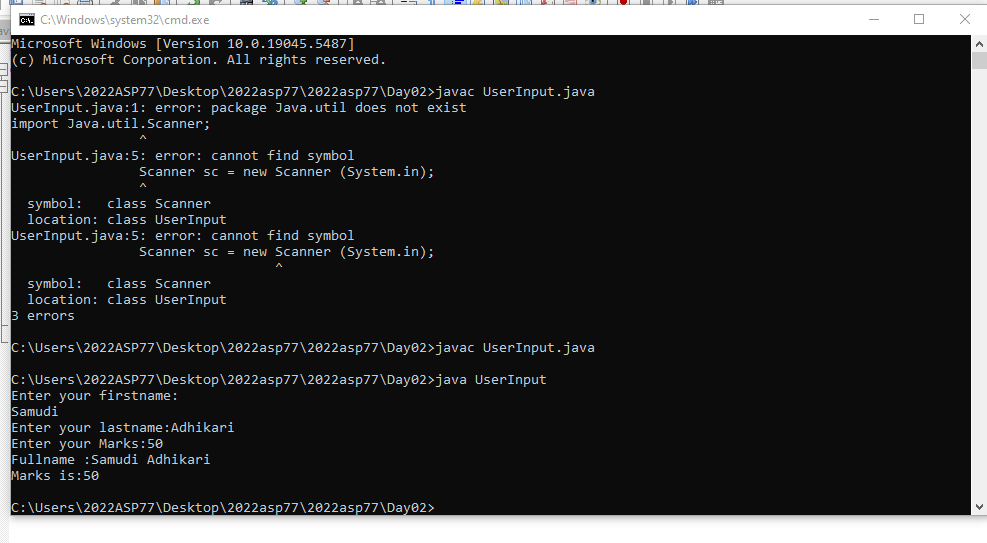 C:\Windows\system32\cmd.exe
Microsoft Windows [Version 10.0.19045.5487]
(c) Microsoft Corporation. All rights reserved.
C:\Users\2022ASP77\Desktop\2022asp77\2022asp77\Day02>javac UserInput.java
UserInput.java:1: error: package Java.util does not exist
import Java.util.Scanner;
^
UserInput.java:5: error: cannot find symbol
Scanner sc = new Scanner (System.in);
^
symbol:   class Scanner
location: class UserInput
UserInput.java:5: error: cannot find symbol
Scanner sc = new Scanner (System.in);
^
symbol:   class Scanner
location: class UserInput
3 errors
C:\Users\2022ASP77\Desktop\2022asp77\2022asp77\Day02>javac UserInput.java
C:\Users\2022ASP77\Desktop\2022asp77\2022asp77\Day02>java UserInput
Enter your firstname:
Samudi
Enter your lastname:Adhikari
Enter your Marks:50
Fullname :Samudi Adhikari
Marks is:50
C:\Users\2022ASP77\Desktop\2022asp77\2022asp77\Day02>